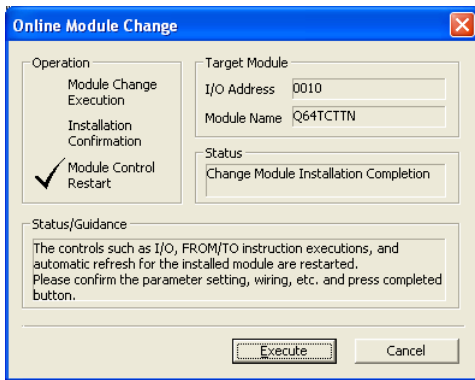 Online Module Change
Operation
Module Change
Execution
Installation
Confirmation
Module Control
Restart
Target Module
I/O Address
0010
Module Name
Q64TCTTN
Status
Change Module Installation Completion
Status/Guidance
The controls such as I/O, FROM/TO instruction executions, and
automatic refresh for the installed module are restarted.
Please confirm the parameter setting, wiring, etc. and press completed
button.
Execute
Cancel